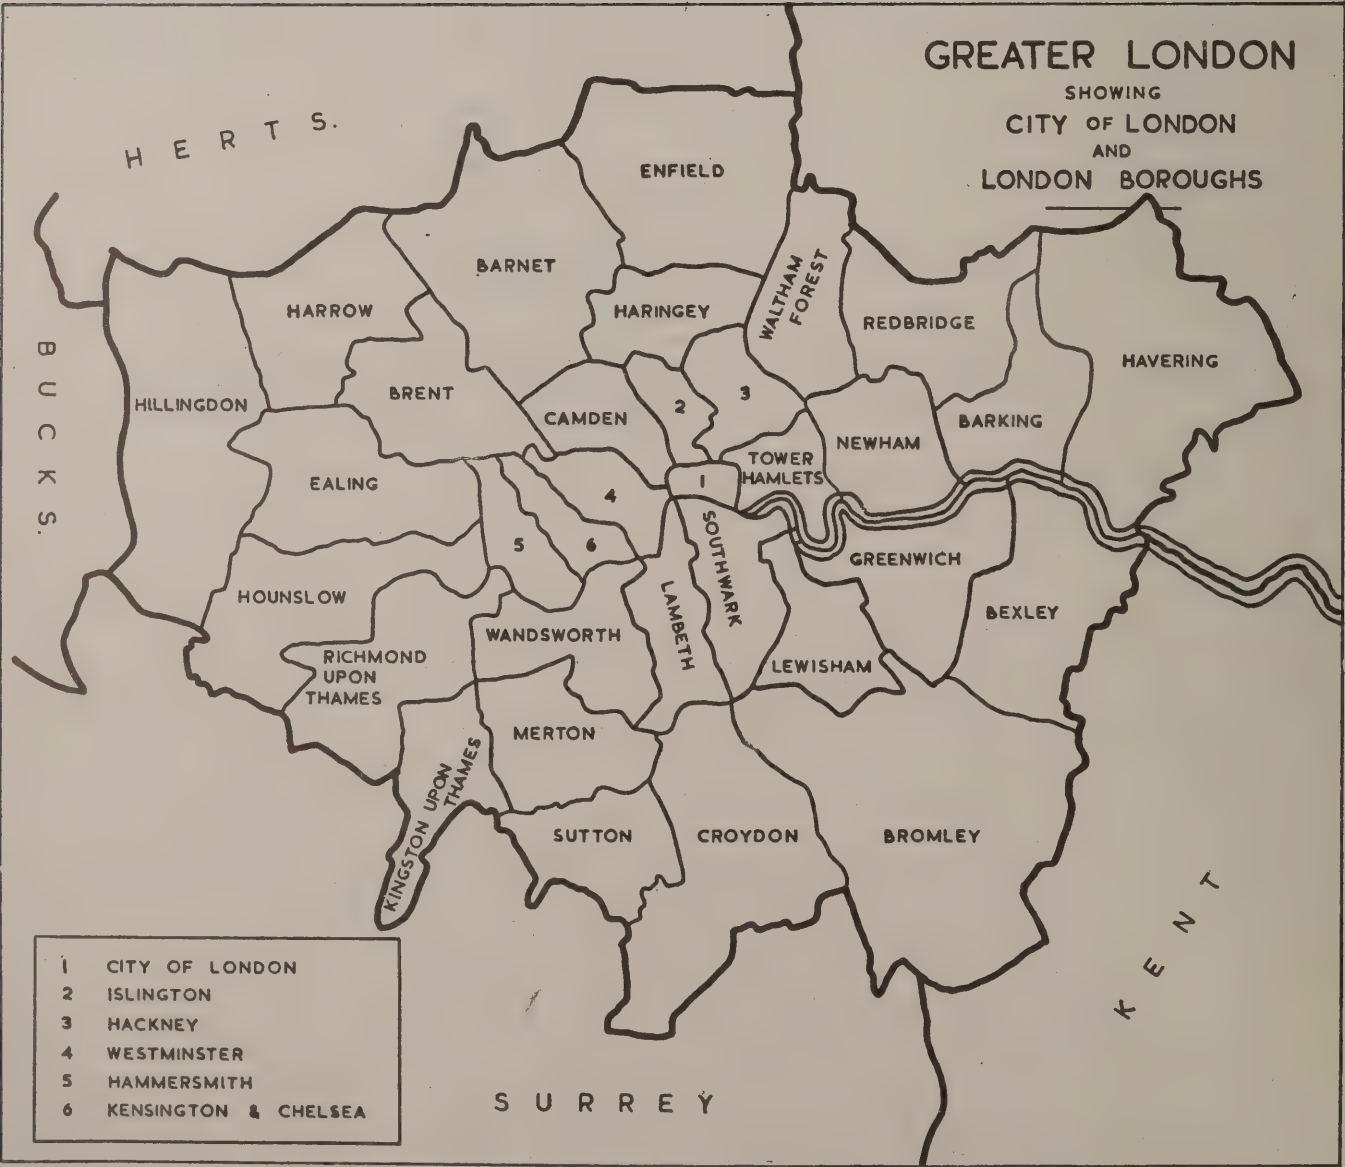 GREATER LONDON
SHOWING
CITY OF LONDON
AND
LONDON BOROUGHS
HERTS.
BUCKS.
ENFIELD
BARNET
HARROW
HARINGEY
WALTHAM
FOREST
REDBRIDGE
HAVERING
HILLINGDON
BRENT
CAMDEN
2
3
BARKING
NEWHAM
TOWER
HAMLETS
EALING
1
4
5
6
SOUTHWARK
LAMBETH
GREENWICH
BEXLEY
HOUNSLOW
WANDSWORTH
RICHMOND
UPON
THAMES
LEWISHAM
MERTON
KINGSTON UPON
THAMES
SUTTON
CROYDON
BROMLEY
KENT
SURREY
1 CITY OF LONDON
2 ISLINGTON
3 HACKNEY
4 WESTMINSTER
5 HAMMERSMITH
6 KENSINGTON & CHELSEA